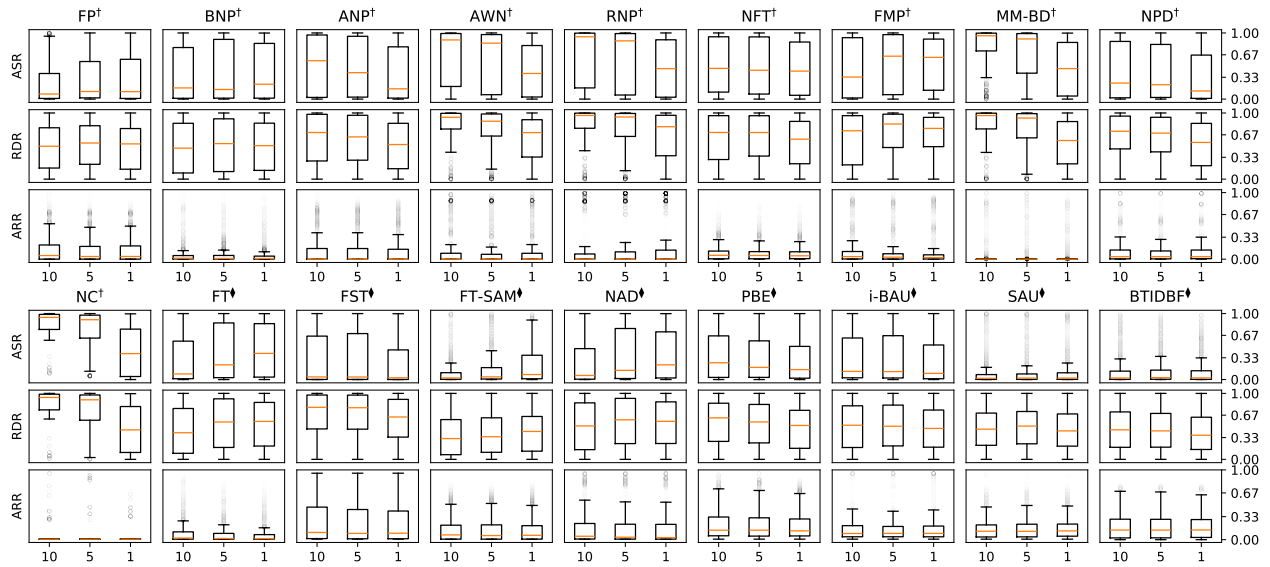 FP† BNP† ANP† AWN† RNP† NFT† FMP† MM-BD† NPD†
ASR 1.00 0.67 0.33 0.00
RDR 1.00 0.67 0.33 0.00
ARR 1.00 0.67 0.33 0.00
10 5 1 10 5 1 10 5 1 10 5 1 10 5 1 10 5 1 10 5 1 10 5 1 10 5 1
NC† FT♦ FST♦ FT-SAM♦ NAD♦ PBE♦ i-BAU♦ SAU♦ BTIDBF♦
ASR 1.00 0.67 0.33 0.00
RDR 1.00 0.67 0.33 0.00
ARR 1.00 0.67 0.33 0.00
10 5 1 10 5 1 10 5 1 10 5 1 10 5 1 10 5 1 10 5 1 10 5 1 10 5 1